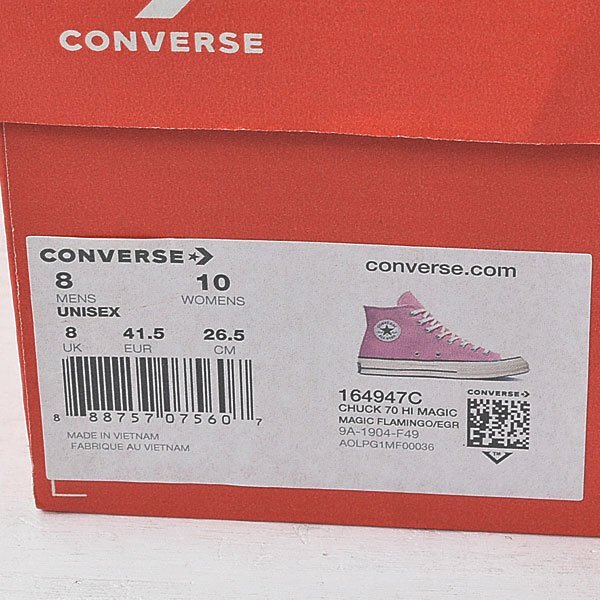 CONVERSE
CONVERSE
8 10
MENS WOMENS
UNISEX
8 41.5 26.5
UK EUR CM
8 88757 07560 7
MADE IN VIETNAM
FABRIQUE AU VIETNAM
converse.com
164947C
CHUCK 70 HI MAGIC
MAGIC FLAMINGO/EGR
9A-1904-F49
AOLPG1MF00036
CONVERSE
TM